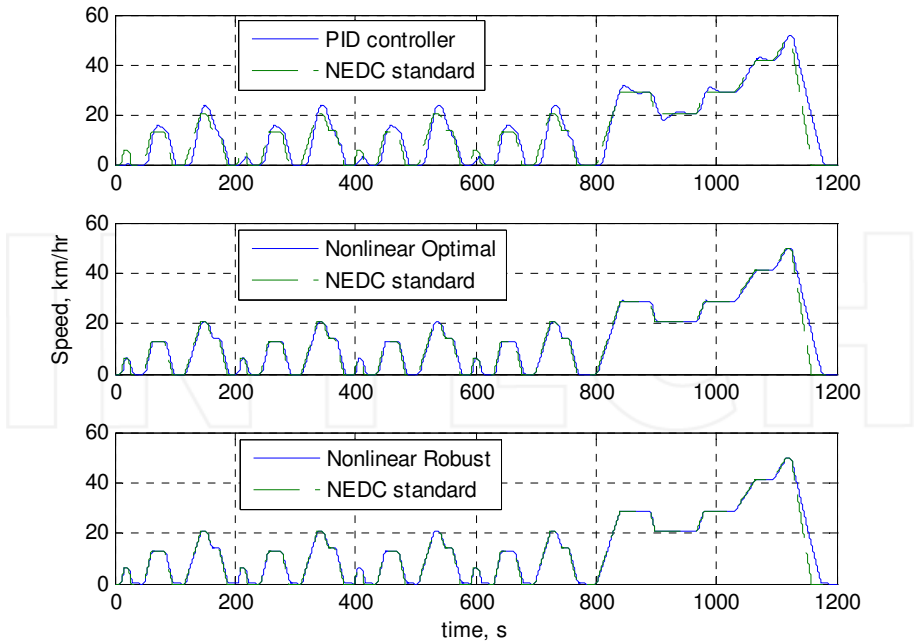 60
40
20
0
PID controller
NEDC standard
0 200 400 600 800 1000 1200
Speed, km/hr
60
40
20
0
Nonlinear Optimal
NEDC standard
0 200 400 600 800 1000 1200
60
40
20
0
Nonlinear Robust
NEDC standard
0 200 400 600 800 1000 1200
time, s
INTECH